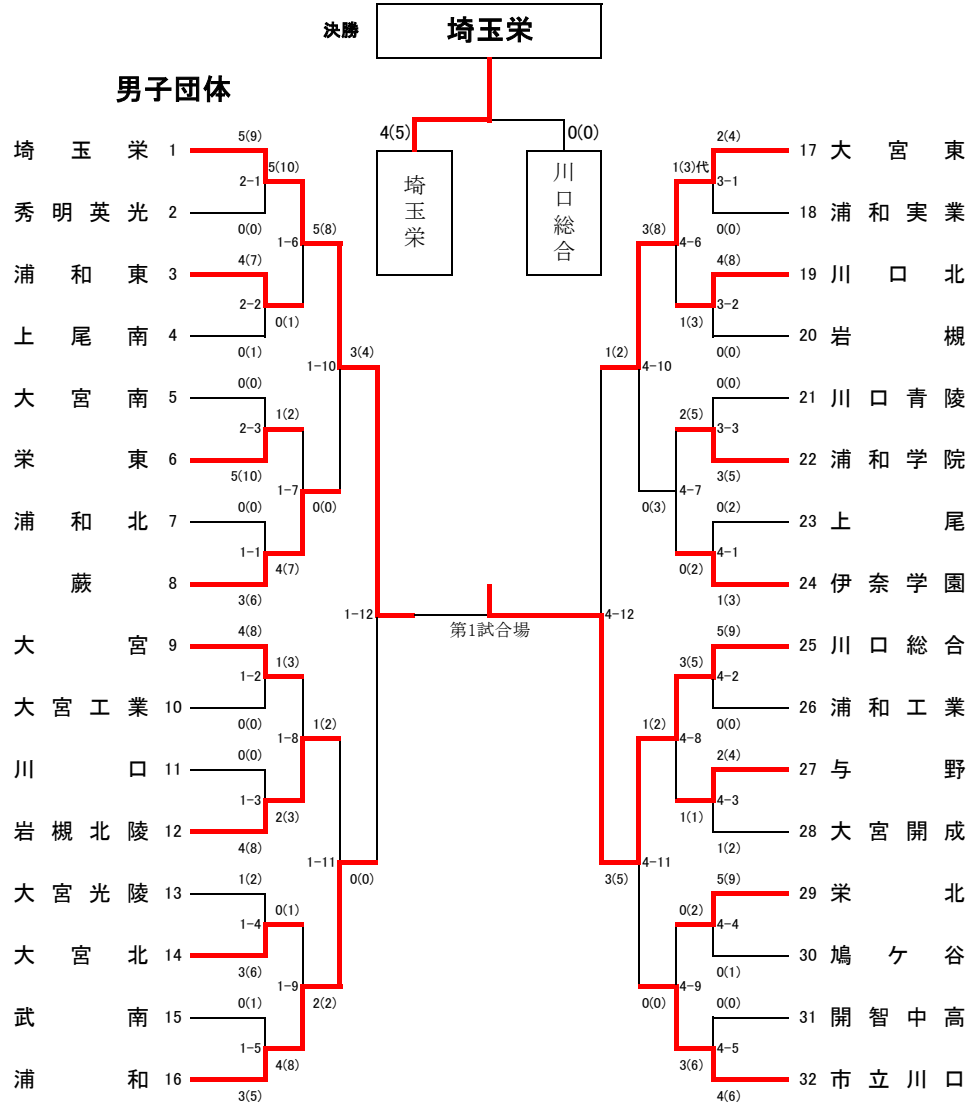 決勝 埼玉栄
男子団体
4(5) 0(0)
埼玉栄
川口総合
埼玉栄 1 5(9)
2-1 5(10)
秀明英光 2 0(0)
1-6 5(8)
浦和東 3 4(7)
2-2 0(1)
上尾南 4 0(1)
1-10 3(4)
大宮南 5 0(0)
2-3 1(2)
栄東 6 5(10)
1-7 0(0)
浦和北 7 0(0)
1-1 4(7)
蕨 8 3(6)
1-12
第1試合場
大宮 9 4(8)
1-2 1(3)
大宮工業 10 0(0)
1-8 1(2)
川口 11 0(0)
1-3 2(3)
岩槻北陵 12 4(8)
1-11 0(0)
大宮光陵 13 1(2)
1-4 0(1)
大宮北 14 3(6)
1-9 2(2)
武南 15 0(1)
1-5 4(8)
浦和 16 3(5)
2(4) 17 大宮東
1(3)代 3-1
0(0) 18 浦和実業
3(8) 4-6
4(8) 19 川口北
1(3) 3-2
0(0) 20 岩槻
1(2) 4-10
0(0) 21 川口青陵
2(5) 3-3
3(5) 22 浦和学院
0(3) 4-7
0(2) 23 上尾
0(2) 4-1
1(3) 24 伊奈学園
4-12
5(9) 25 川口総合
3(5) 4-2
0(0) 26 浦和工業
1(2) 4-8
2(4) 27 与野
1(1) 4-3
1(2) 28 大宮開成
3(5) 4-11
5(9) 29 栄北
0(2) 4-4
0(1) 30 鳩ケ谷
0(0) 4-9
0(0) 31 開智中高
3(6) 4-5
4(6) 32 市立川口